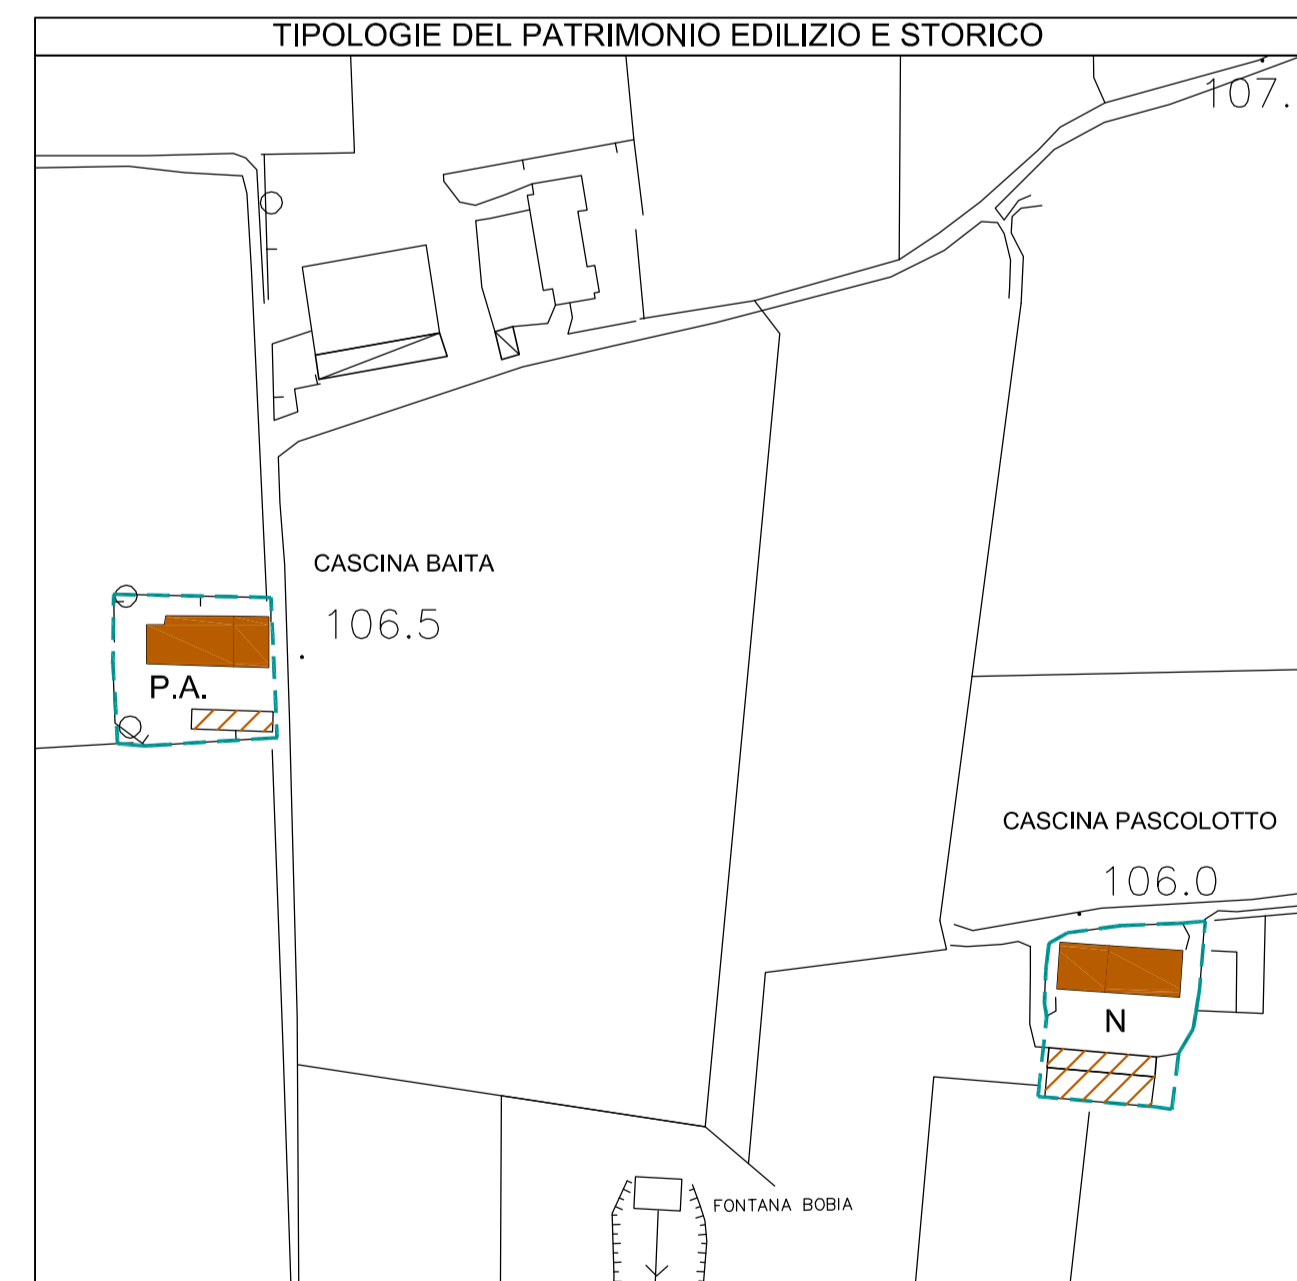 TIPOLOGIE DEL PATRIMONIO EDILIZIO E STORICO
107.
CASCINA BAITA
106.5
P.A.
CASCINA PASCOLOTTO
106.0
N
FONTANA BOBIA